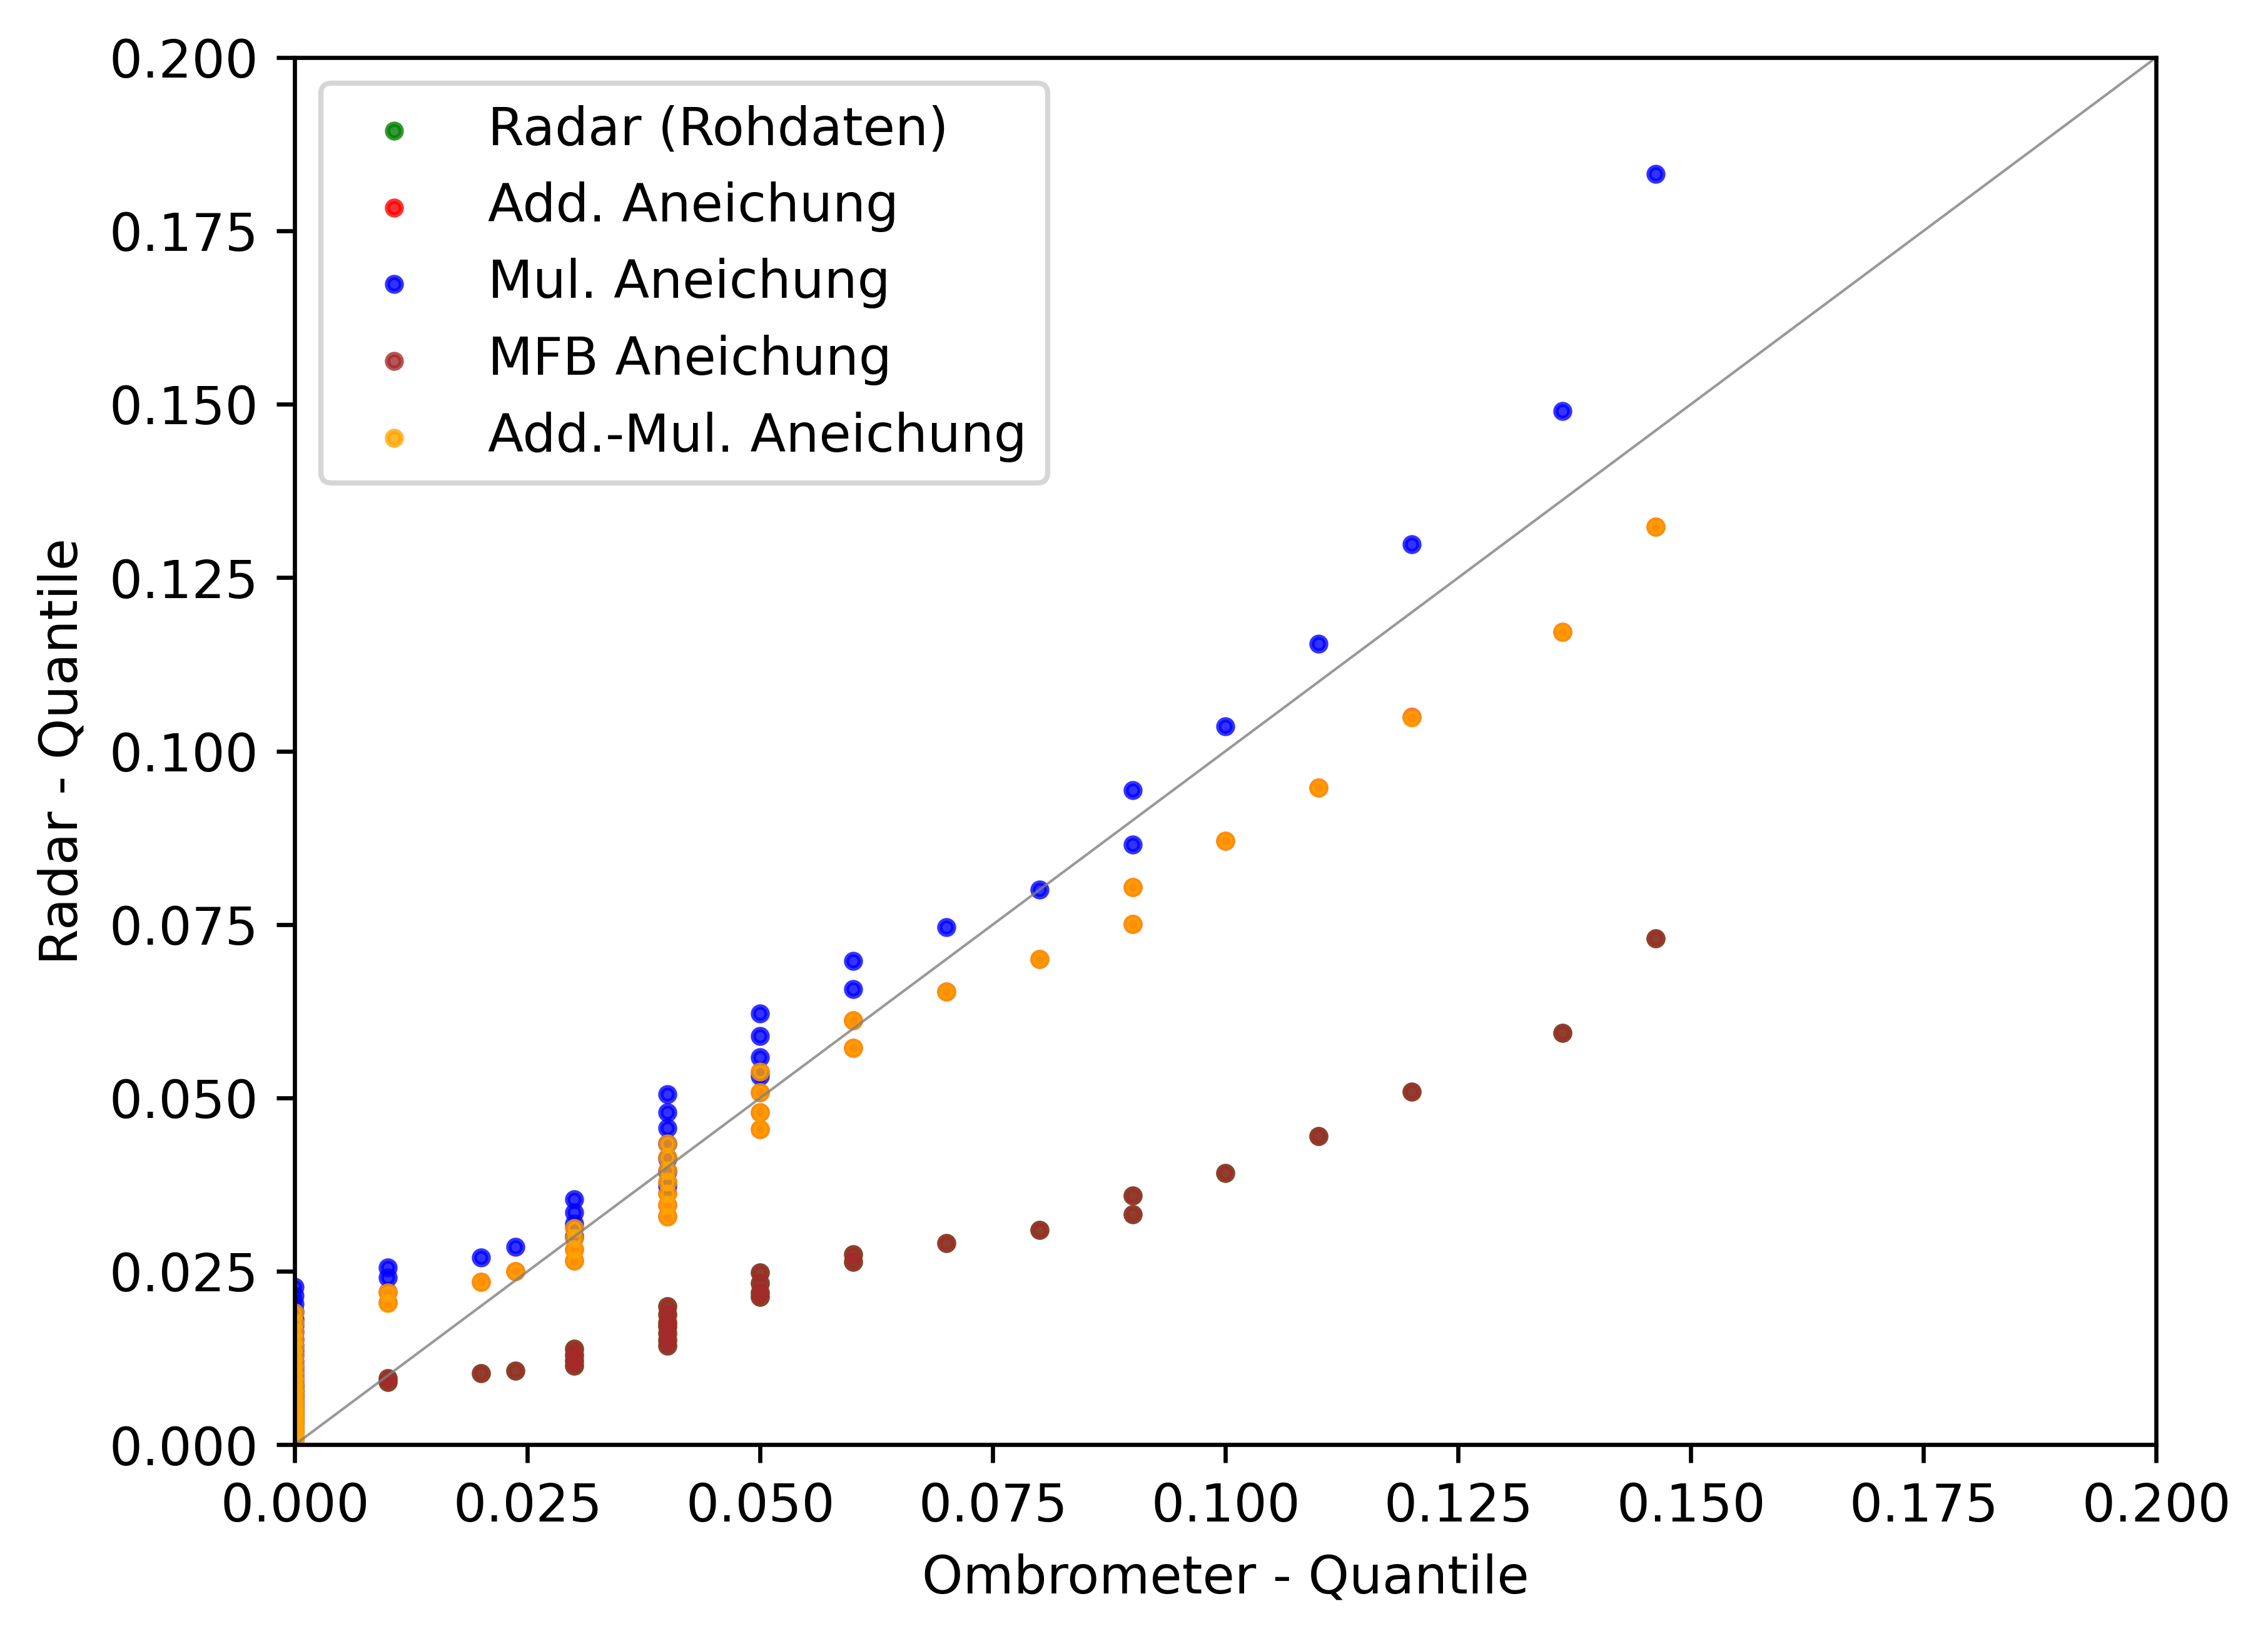 0.200
0.175
0.150
0.125
0.100
0.075
0.050
0.025
0.000
Radar - Quantile
Radar (Rohdaten)
Add. Aneichung
Mul. Aneichung
MFB Aneichung
Add.-Mul. Aneichung
0.000 0.025 0.050 0.075 0.100 0.125 0.150 0.175 0.200
Ombrometer - Quantile